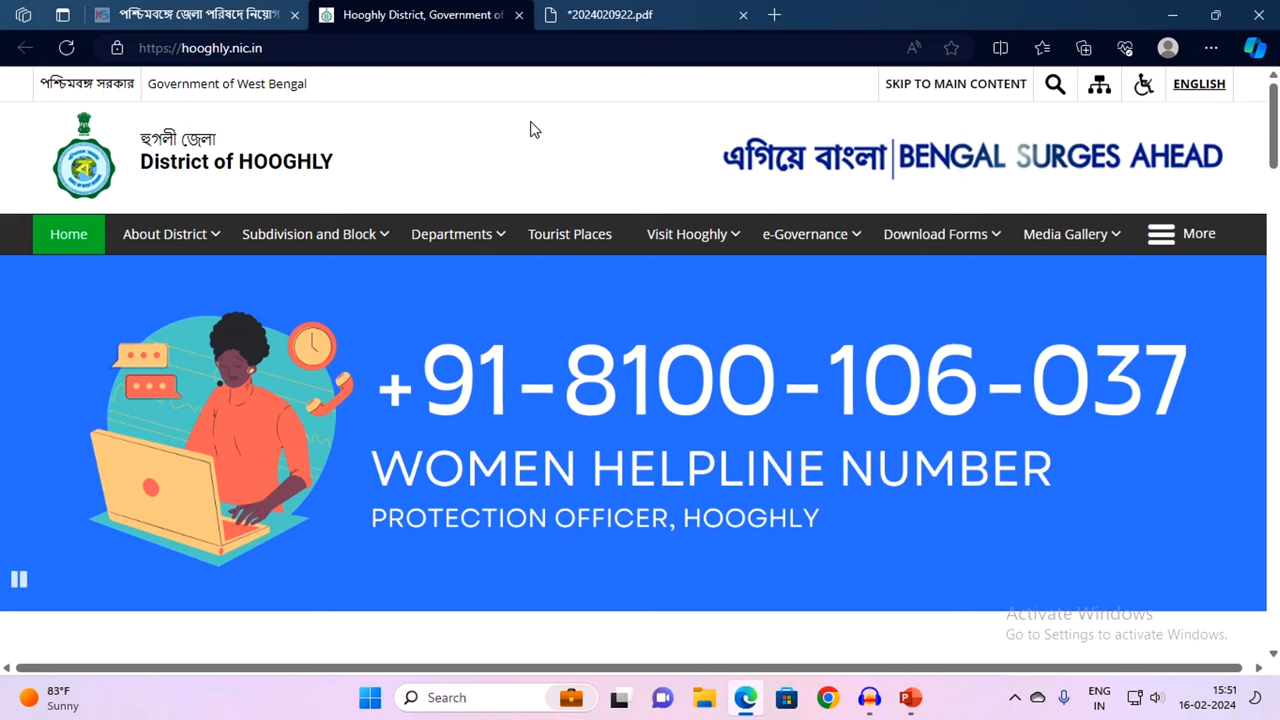 পশ্চিমবঙ্গে জেলা পরিষদে নিয়োগ
Hooghly District, Government of
*2024020922.pdf
https://hooghly.nic.in
পশ্চিমবঙ্গ সরকার
Government of West Bengal
SKIP TO MAIN CONTENT
ENGLISH
হুগলী জেলা
District of HOOGHLY
এগিয়ে বাংলা
BENGAL SURGES AHEAD
Home
About District
Subdivision and Block
Departments
Tourist Places
Visit Hooghly
e-Governance
Download Forms
Media Gallery
More
+91-8100-106-037
WOMEN HELPLINE NUMBER
PROTECTION OFFICER, HOOGHLY
Activate Windows
Go to Settings to activate Windows.
83°F
Sunny
Search
ENG
IN
15:51
16-02-2024